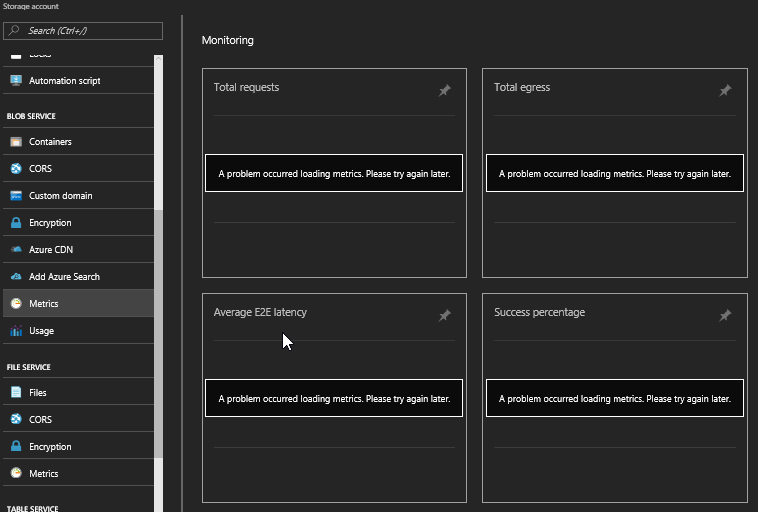 Storage account
Search (Ctrl+/)
Locks
Automation script
BLOB SERVICE
Containers
CORS
Custom domain
Encryption
Azure CDN
Add Azure Search
Metrics
Usage
FILE SERVICE
Files
CORS
Encryption
Metrics
TABLE SERVICE
Monitoring
Total requests
A problem occurred loading metrics. Please try again later.
Total egress
A problem occurred loading metrics. Please try again later.
Average E2E latency
A problem occurred loading metrics. Please try again later.
Success percentage
A problem occurred loading metrics. Please try again later.